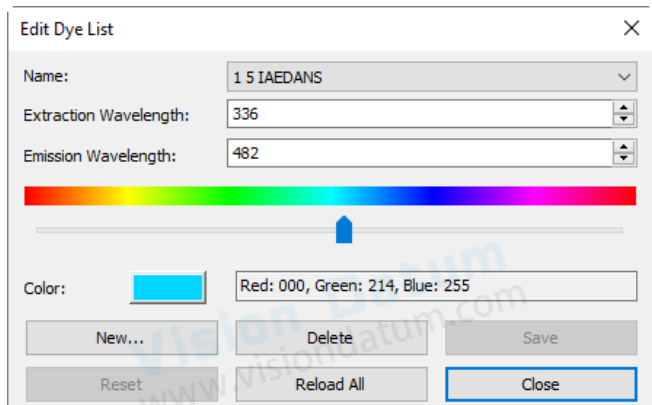 Edit Dye List
Name: 1 5 IAEDANS
Extraction Wavelength: 336
Emission Wavelength: 482
Color: Red: 000, Green: 214, Blue: 255
New... Delete Save
Reset Reload All Close
Vision Datum
www.visiondatum.com